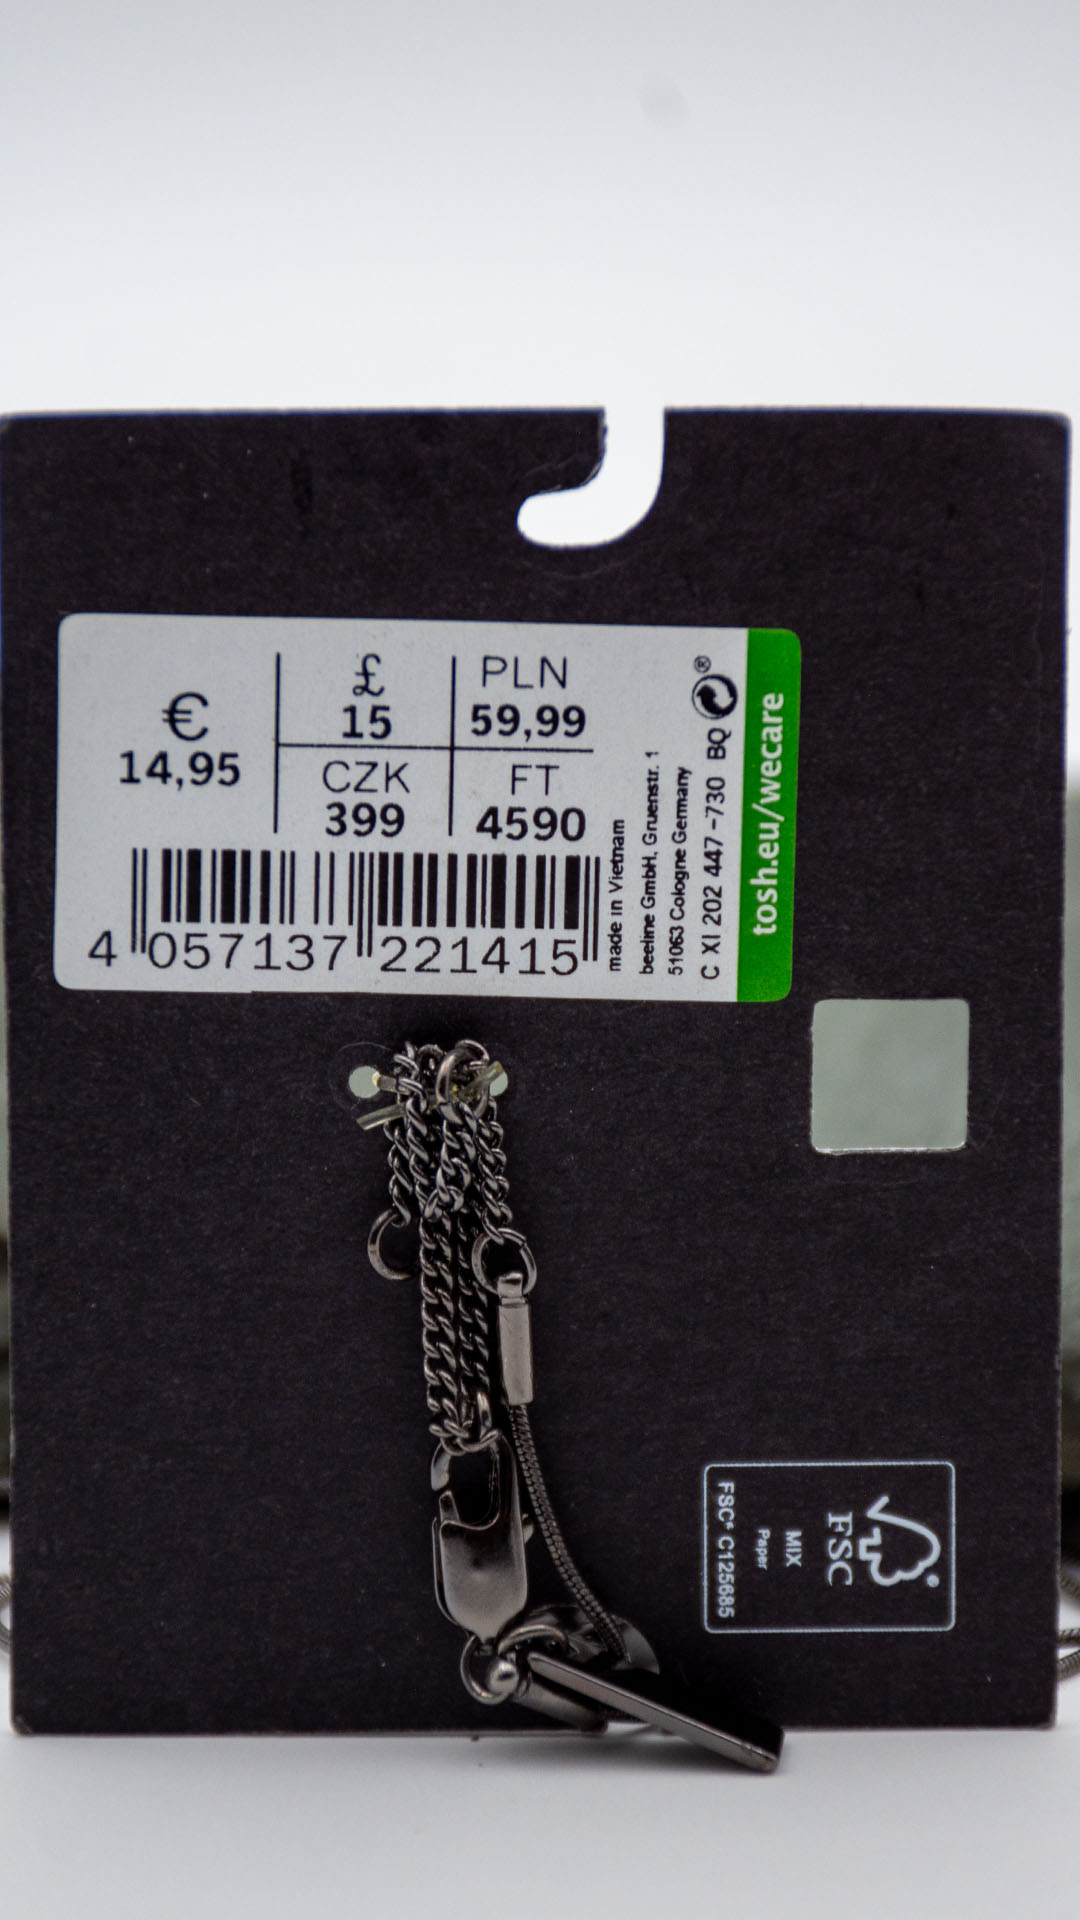 €
14,95
£
15
PLN
59,99
CZK
399
FT
4590
4 057137 221415
made in Vietnam
beeline GmbH, Gruenstr. 1
51063 Cologne Germany
C XI 202 447-730 BQ
®
tosh.eu/wecare
FSC
MIX
Paper
FSC® C125685